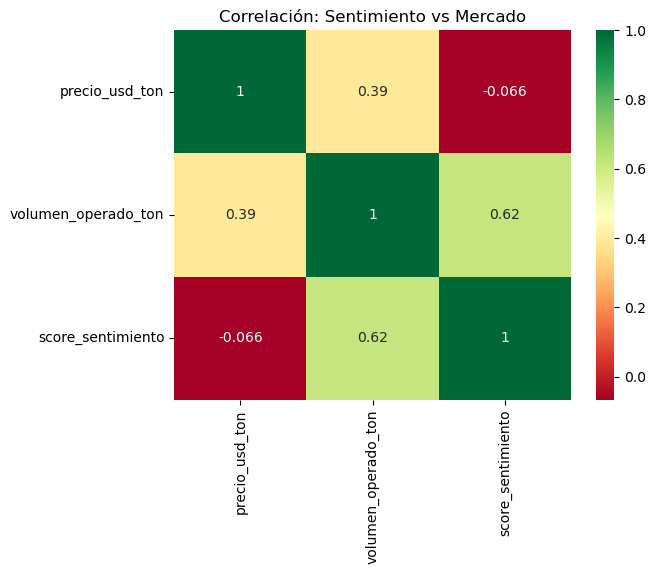 Correlación: Sentimiento vs Mercado
precio_usd_ton
1
0.39
-0.066
volumen_operado_ton
0.39
1
0.62
score_sentimiento
-0.066
0.62
1
precio_usd_ton
volumen_operado_ton
score_sentimiento
1.0
0.8
0.6
0.4
0.2
0.0